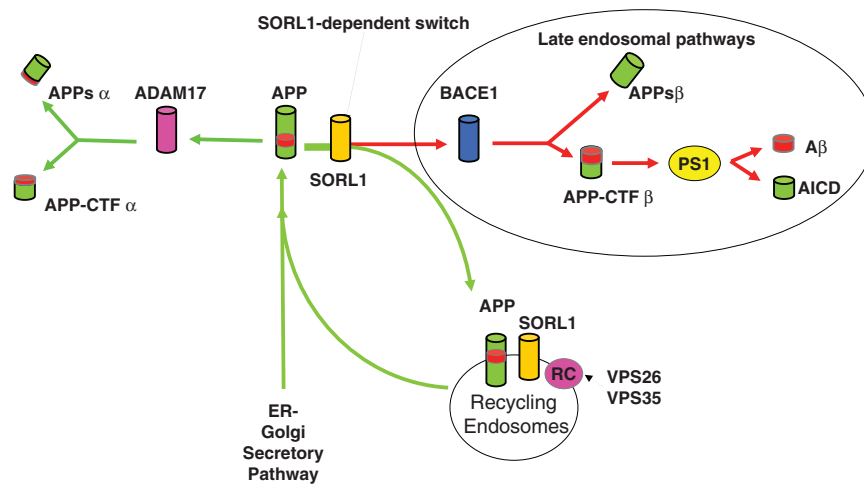 SORL1-dependent switch
Late endosomal pathways
APPs α
ADAM17
APP
BACE1
APPsβ
SORL1
PS1
Aβ
APP-CTF α
APP-CTF β
AICD
APP
SORL1
RC
VPS26
VPS35
Recycling
Endosomes
ER-
Golgi
Secretory
Pathway